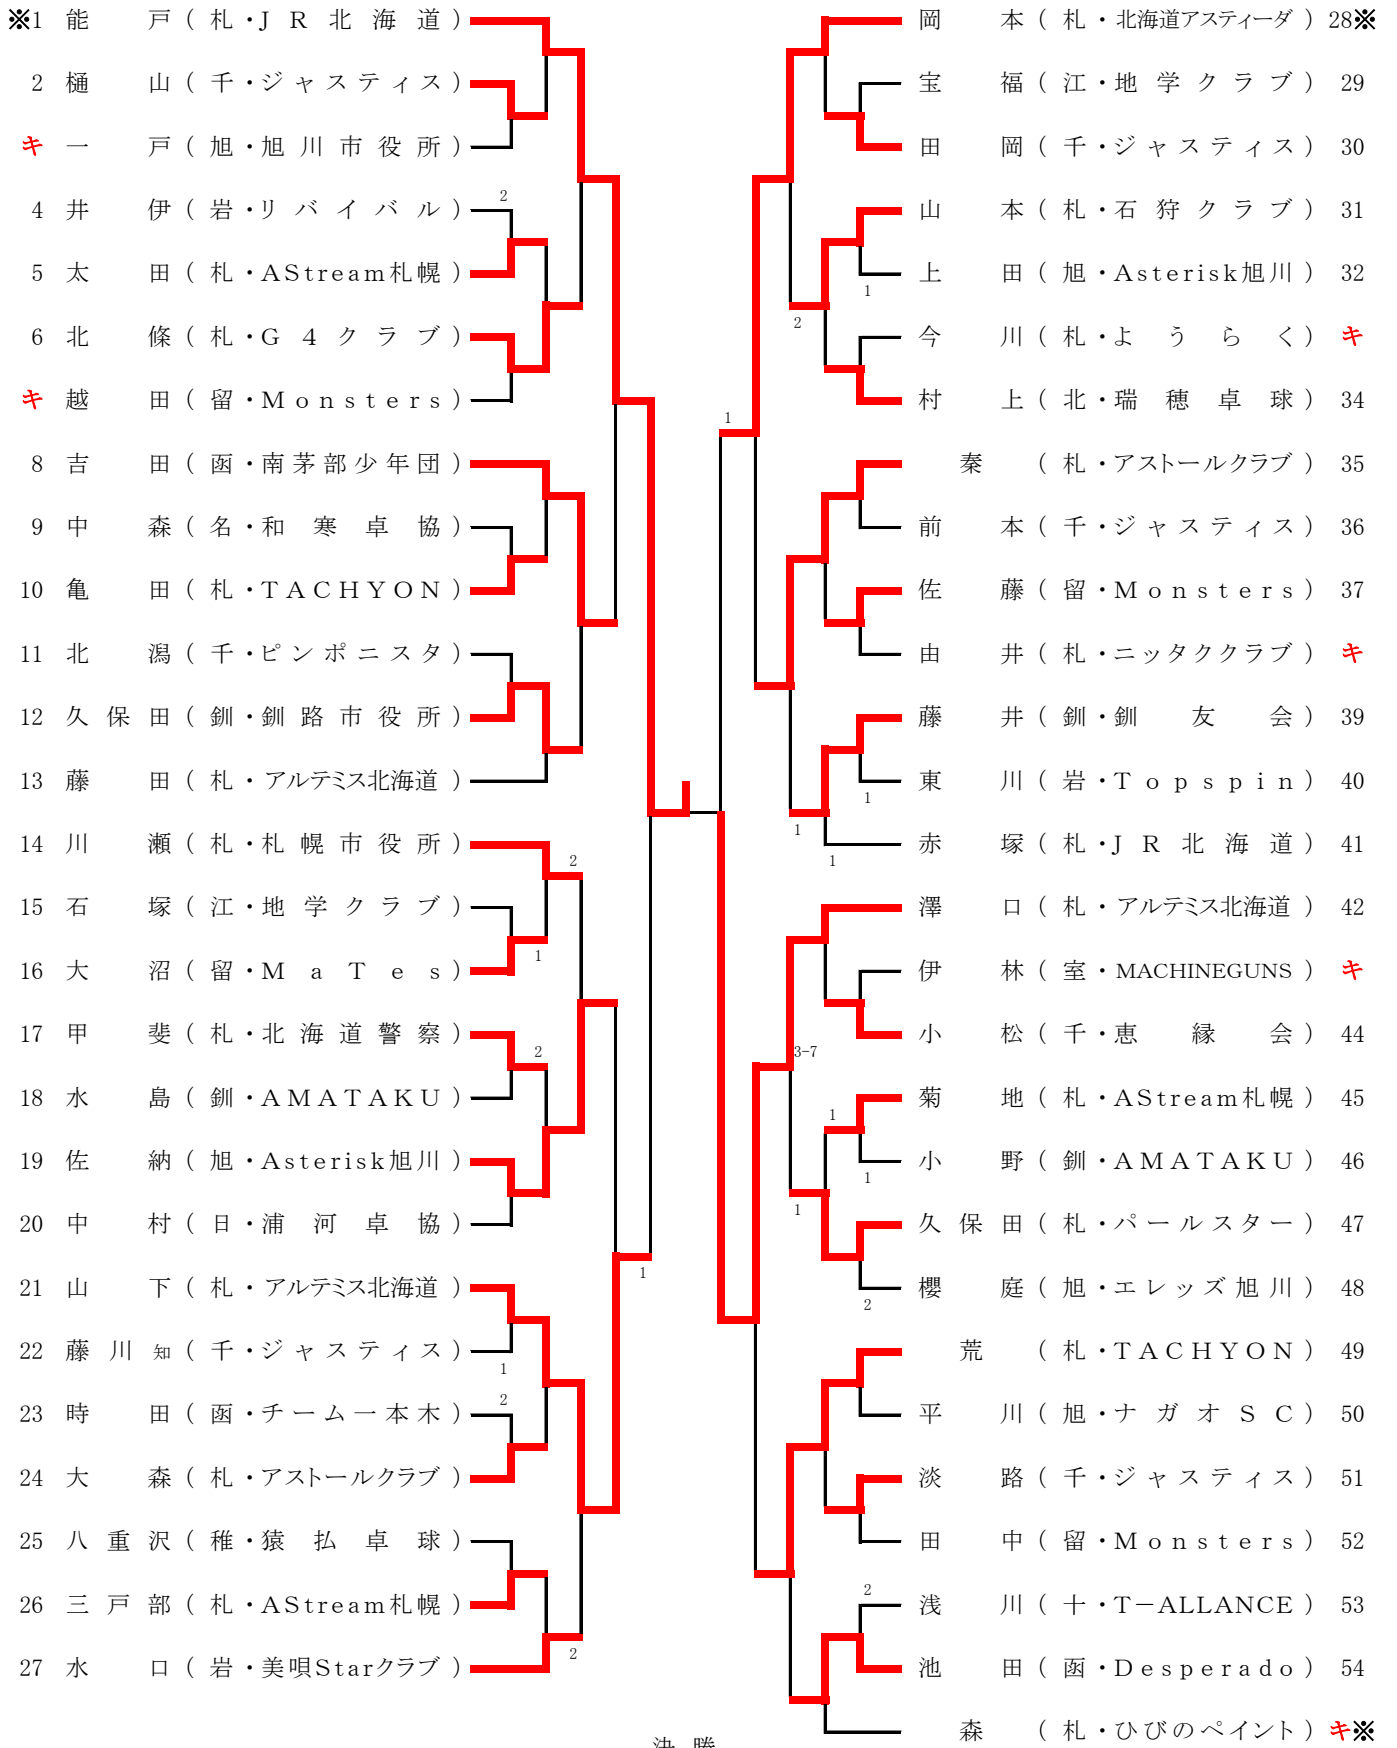 ※1 能戸（札・JR北海道）
2 樋山（千・ジャスティス）
キ 一戸（旭・旭川市役所）
2
4 井伊（岩・リバイバル）
5 太田（札・AStream札幌）
6 北條（札・G4クラブ）
キ 越田（留・Monsters）
8 吉田（函・南茅部少年団）
9 中森（名・和寒卓協）
10 亀田（札・TACHYON）
11 北潟（千・ピンポニスタ）
12 久保田（釧・釧路市役所）
13 藤田（札・アルテミス北海道）
14 川瀬（札・札幌市役所）
2
15 石塚（江・地学クラブ）
1
16 大沼（留・MaTes）
17 甲斐（札・北海道警察）
2
18 水島（釧・AMATAKU）
19 佐納（旭・Asterisk旭川）
20 中村（日・浦河卓協）
1
21 山下（札・アルテミス北海道）
22 藤川知（千・ジャスティス）
1
2
23 時田（函・チーム一本木）
24 大森（札・アストールクラブ）
25 八重沢（稚・猿払卓球）
26 三戸部（札・AStream札幌）
2
27 水口（岩・美唄Starクラブ）
岡本（札・北海道アスティーダ）28※
宝福（江・地学クラブ）29
田岡（千・ジャスティス）30
山本（札・石狩クラブ）31
上田（旭・Asterisk旭川）32
1
2
今川（札・ようらく）キ
村上（北・瑞穂卓球）34
1
秦（札・アストールクラブ）35
前本（千・ジャスティス）36
佐藤（留・Monsters）37
由井（札・ニッタククラブ）キ
藤井（釧・釧友会）39
東川（岩・Topspin）40
1
1
赤塚（札・JR北海道）41
1
澤口（札・アルテミス北海道）42
伊林（室・MACHINEGUNS）キ
小松（千・恵縁会）44
3-7
菊地（札・AStream札幌）45
1
小野（釧・AMATAKU）46
1
1
久保田（札・パールスター）47
櫻庭（旭・エレッズ旭川）48
2
荒（札・TACHYON）49
平川（旭・ナガオSC）50
淡路（千・ジャスティス）51
田中（留・Monsters）52
2
浅川（十・T－ALLANCE）53
池田（函・Desperado）54
森（札・ひびのペイント）キ※
決勝